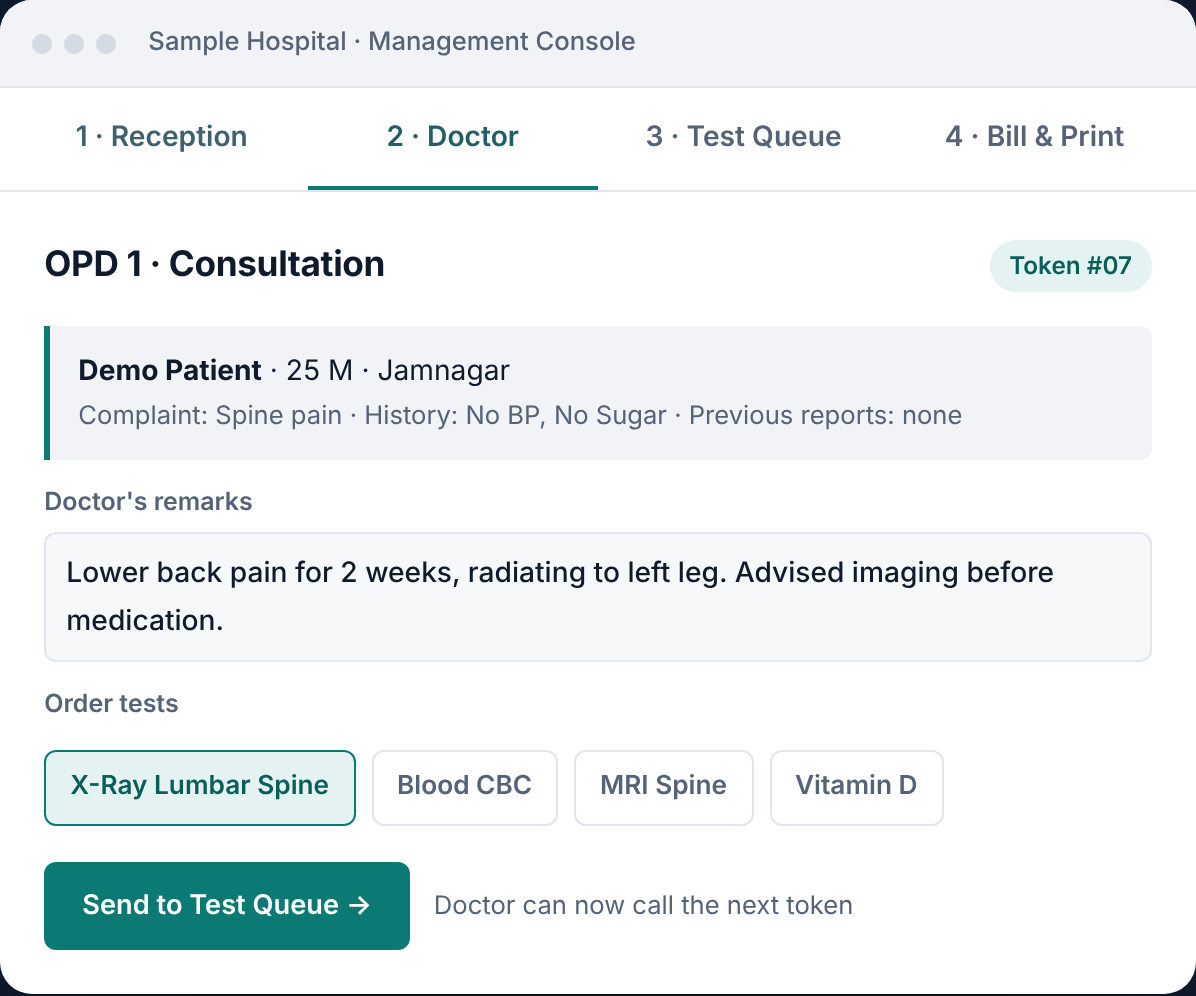 Sample Hospital · Management Console
1 · Reception
2 · Doctor
3 · Test Queue
4 · Bill & Print
OPD 1 · Consultation
Token #07
Demo Patient · 25 M · Jamnagar
Complaint: Spine pain · History: No BP, No Sugar · Previous reports: none
Doctor's remarks
Lower back pain for 2 weeks, radiating to left leg. Advised imaging before
medication.
Order tests
X-Ray Lumbar Spine
Blood CBC
MRI Spine
Vitamin D
Send to Test Queue →
Doctor can now call the next token